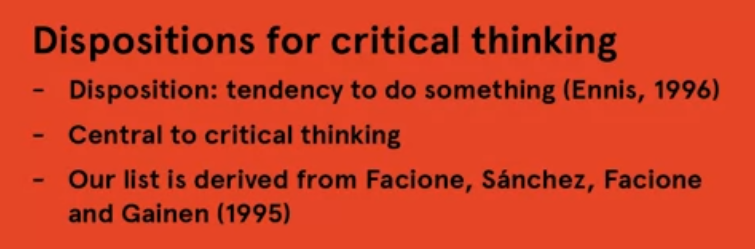 Dispositions for critical thinking
- Disposition: tendency to do something (Ennis, 1996)
- Central to critical thinking
- Our list is derived from Facione, Sánchez, Facione
and Gainen (1995)